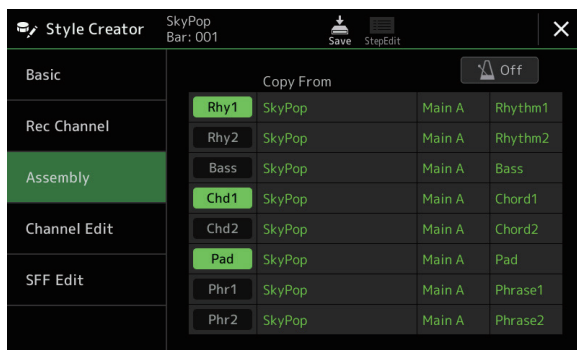 Style Creator
SkyPop
Bar: 001
Save
StepEdit
Basic
Rec Channel
Assembly
Channel Edit
SFF Edit
Off
Copy From
Rhy1 SkyPop Main A Rhythm1
Rhy2 SkyPop Main A Rhythm2
Bass SkyPop Main A Bass
Chd1 SkyPop Main A Chord1
Chd2 SkyPop Main A Chord2
Pad SkyPop Main A Pad
Phr1 SkyPop Main A Phrase1
Phr2 SkyPop Main A Phrase2